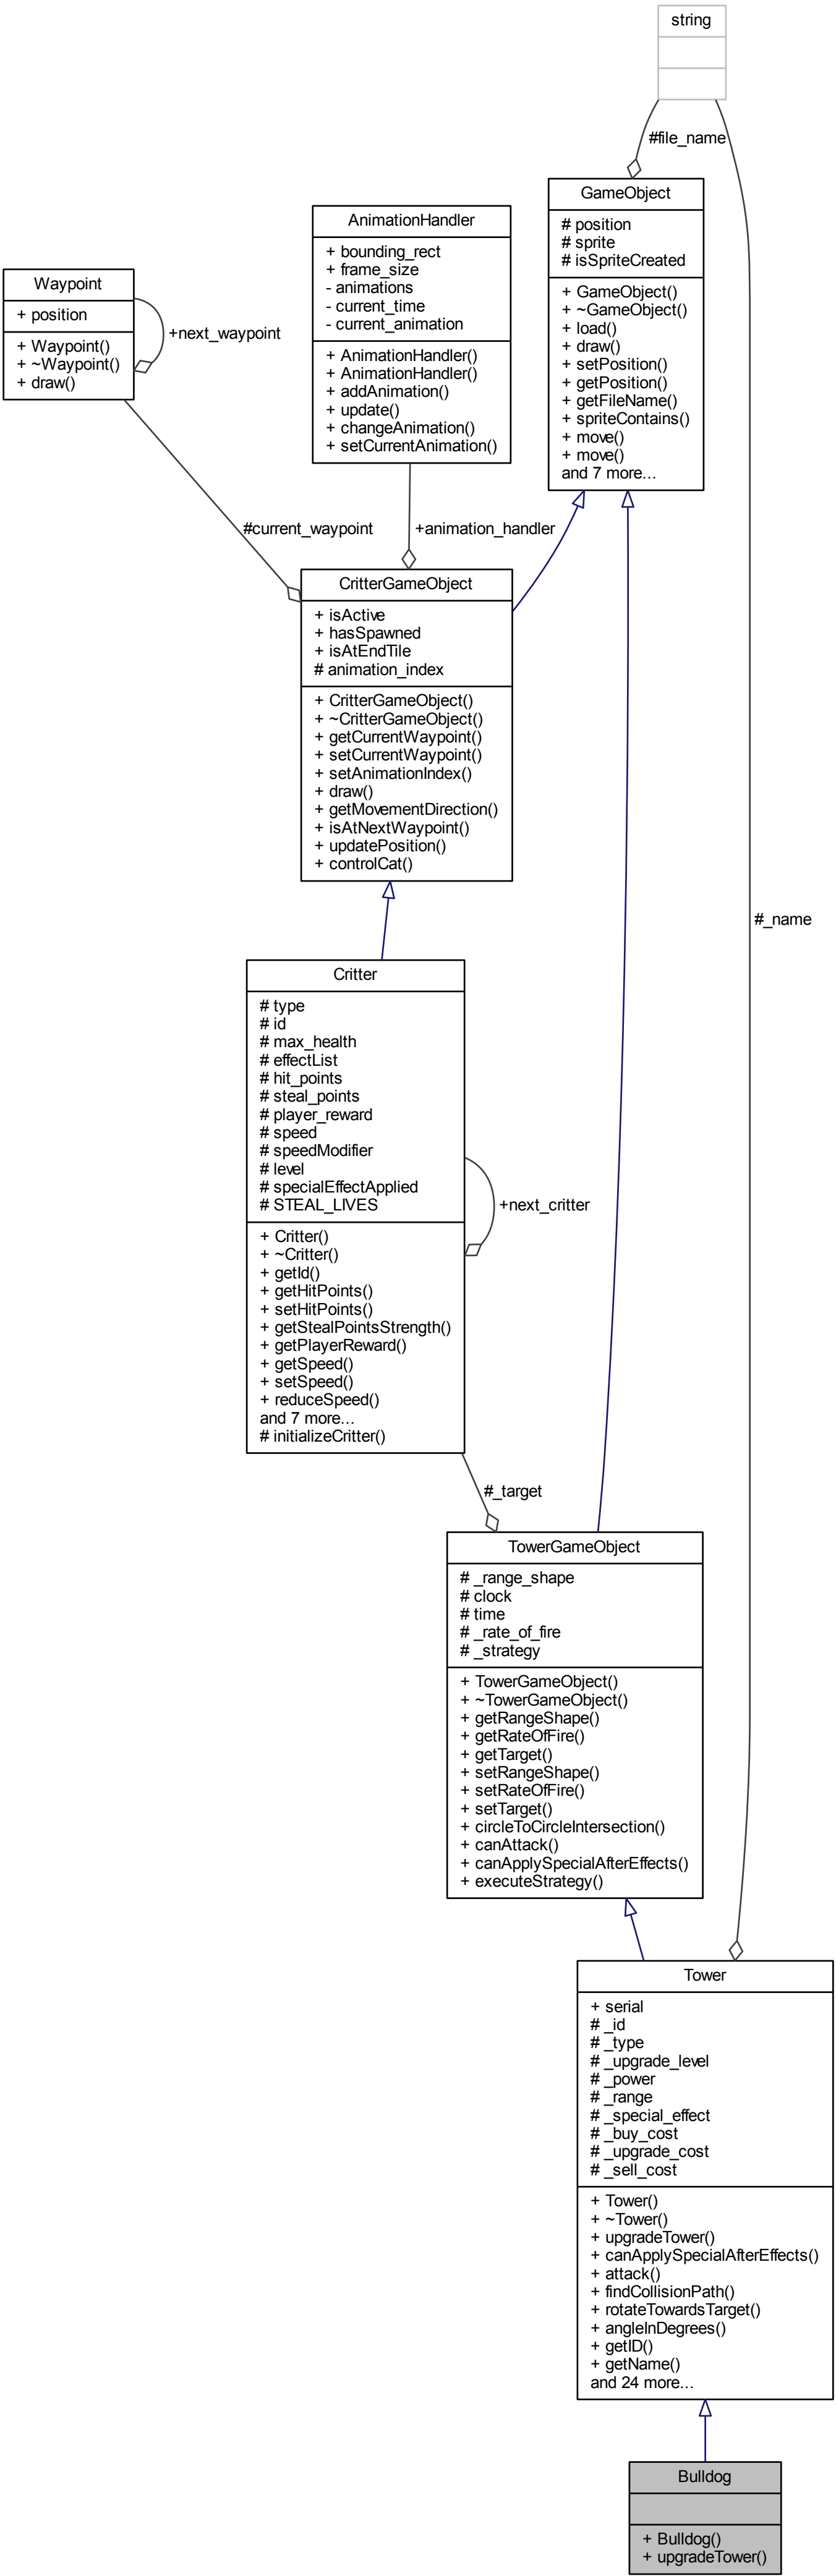 string
#file_name
GameObject
# position
# sprite
# isSpriteCreated
+ GameObject()
+ ~GameObject()
+ load()
+ draw()
+ setPosition()
+ getPosition()
+ getFileName()
+ spriteContains()
+ move()
+ move()
and 7 more...
AnimationHandler
+ bounding_rect
+ frame_size
- animations
- current_time
- current_animation
+ AnimationHandler()
+ AnimationHandler()
+ addAnimation()
+ update()
+ changeAnimation()
+ setCurrentAnimation()
Waypoint
+ position
+ Waypoint()
+ ~Waypoint()
+ draw()
+next_waypoint
#current_waypoint
+animation_handler
CritterGameObject
+ isActive
+ hasSpawned
+ isAtEndTile
# animation_index
+ CritterGameObject()
+ ~CritterGameObject()
+ getCurrentWaypoint()
+ setCurrentWaypoint()
+ setAnimationIndex()
+ draw()
+ getMovementDirection()
+ isAtNextWaypoint()
+ updatePosition()
+ controlCat()
#_name
Critter
# type
# id
# max_health
# effectList
# hit_points
# steal_points
# player_reward
# speed
# speedModifier
# level
# specialEffectApplied
# STEAL_LIVES
+ Critter()
+ ~Critter()
+ getId()
+ getHitPoints()
+ setHitPoints()
+ getStealPointsStrength()
+ getPlayerReward()
+ getSpeed()
+ setSpeed()
+ reduceSpeed()
and 7 more...
# initializeCritter()
+next_critter
#_target
TowerGameObject
# _range_shape
# clock
# time
# _rate_of_fire
# _strategy
+ TowerGameObject()
+ ~TowerGameObject()
+ getRangeShape()
+ getRateOfFire()
+ getTarget()
+ setRangeShape()
+ setRateOfFire()
+ setTarget()
+ circleToCircleIntersection()
+ canAttack()
+ canApplySpecialAfterEffects()
+ executeStrategy()
Tower
+ serial
# _id
# _type
# _upgrade_level
# _power
# _range
# _special_effect
# _buy_cost
# _upgrade_cost
# _sell_cost
+ Tower()
+ ~Tower()
+ upgradeTower()
+ canApplySpecialAfterEffects()
+ attack()
+ findCollisionPath()
+ rotateTowardsTarget()
+ angleInDegrees()
+ getID()
+ getName()
and 24 more...
Bulldog
+ Bulldog()
+ upgradeTower()